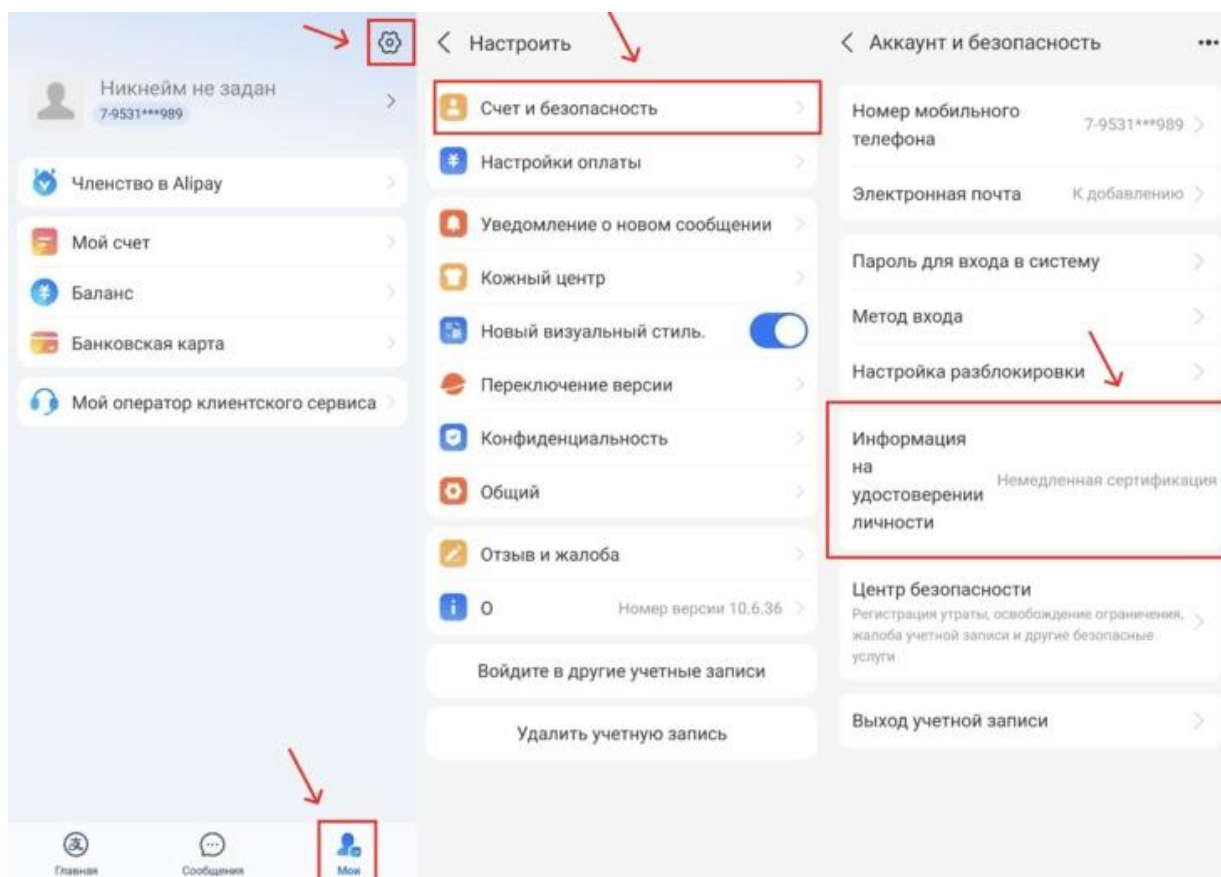 Никнейм не задан
7-9531***989
Членство в Alipay
Мой счет
Баланс
Банковская карта
Мой оператор клиентского сервиса
支
Главная
Сообщения
Мои
Настроить
Счет и безопасность
Настройки оплаты
Уведомление о новом сообщении
Кожный центр
Новый визуальный стиль.
Переключение версии
Конфиденциальность
Общий
Отзыв и жалоба
О Номер версии 10.6.36
Войдите в другие учетные записи
Удалить учетную запись
Аккаунт и безопасность
Номер мобильного
телефона
7-9531***989
Электронная почта К добавлению
Пароль для входа в систему
Метод входа
Настройка разблокировки
Информация
на
удостоверении
личности
Немедленная сертификация
Центр безопасности
Регистрация утраты, освобождение ограничения,
жалоба учетной записи и другие безопасные
услуги
Выход учетной записи